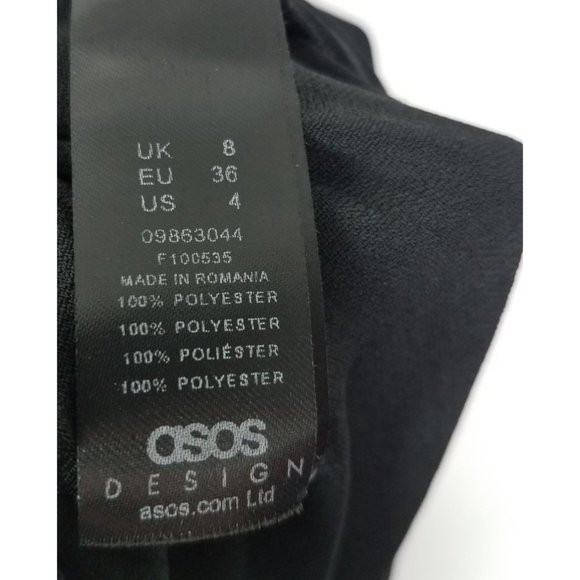 UK 8
EU 36
US 4
09863044
F100535
MADE IN ROMANIA
100% POLYESTER
100% POLYESTER
100% POLIÉSTER
100% POLYESTER
asos
DESIGN
asos.com Ltd